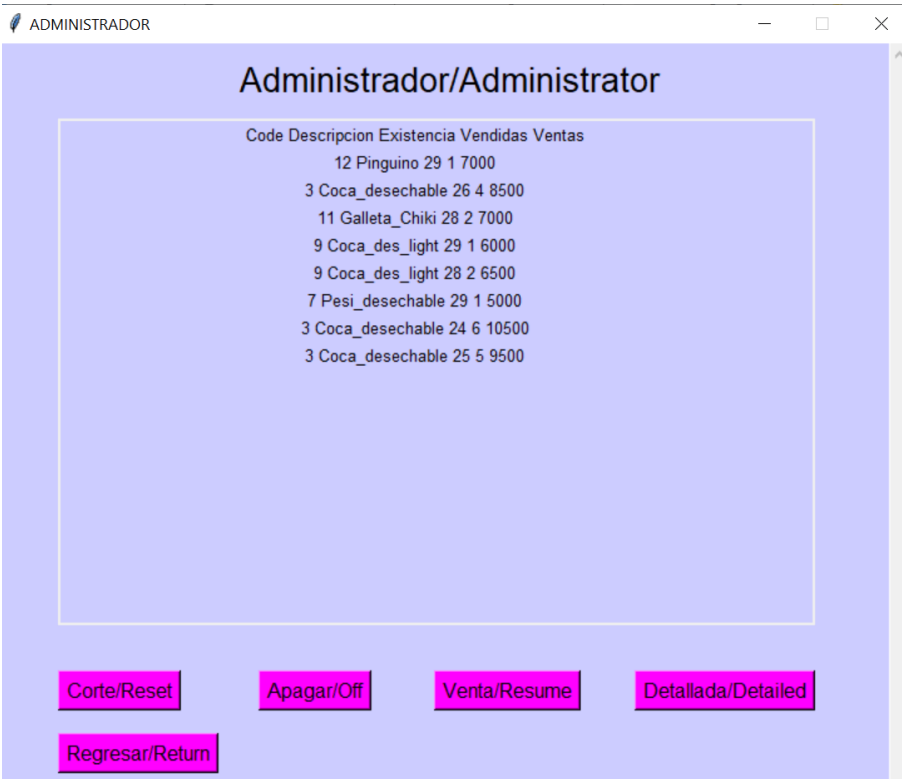 ADMINISTRADOR
Administrador/Administrator
Code Descripcion Existencia Vendidas Ventas
12 Pinguino 29 1 7000
3 Coca_desechable 26 4 8500
11 Galleta_Chiki 28 2 7000
9 Coca_des_light 29 1 6000
9 Coca_des_light 28 2 6500
7 Pesi_desechable 29 1 5000
3 Coca_desechable 24 6 10500
3 Coca_desechable 25 5 9500
Corte/Reset Apagar/Off Venta/Resume Detallada/Detailed
Regresar/Return